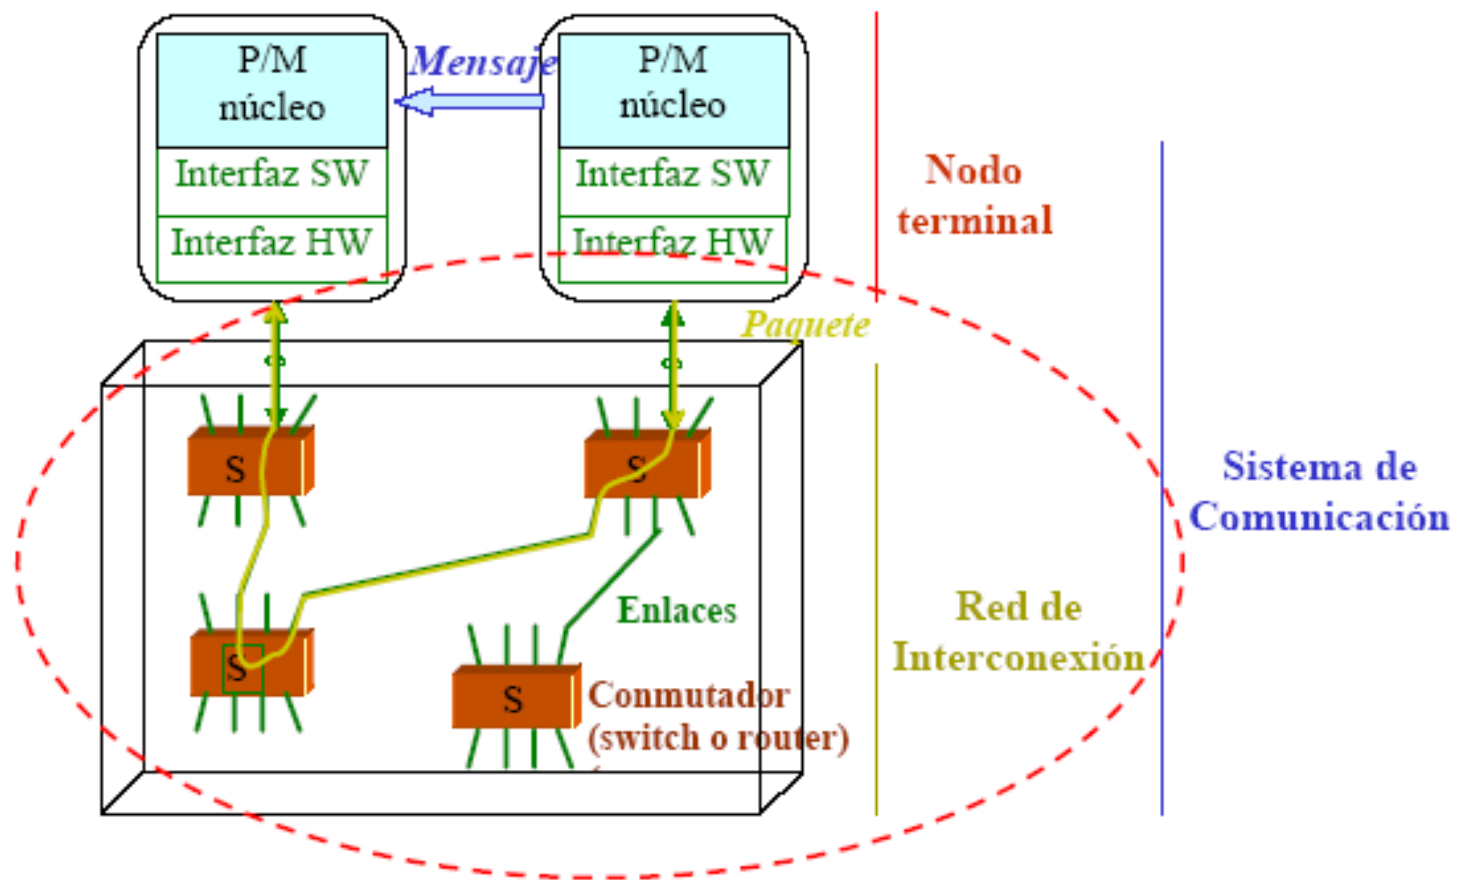 P/M
núcleo
Interfaz SW
Interfaz HW
Mensaje
P/M
núcleo
Interfaz SW
Interfaz HW
Nodo
terminal
Paquete
S
S
Sistema de
Comunicación
Enlaces
Red de
Interconexión
S
S
Conmutador
(switch o router)